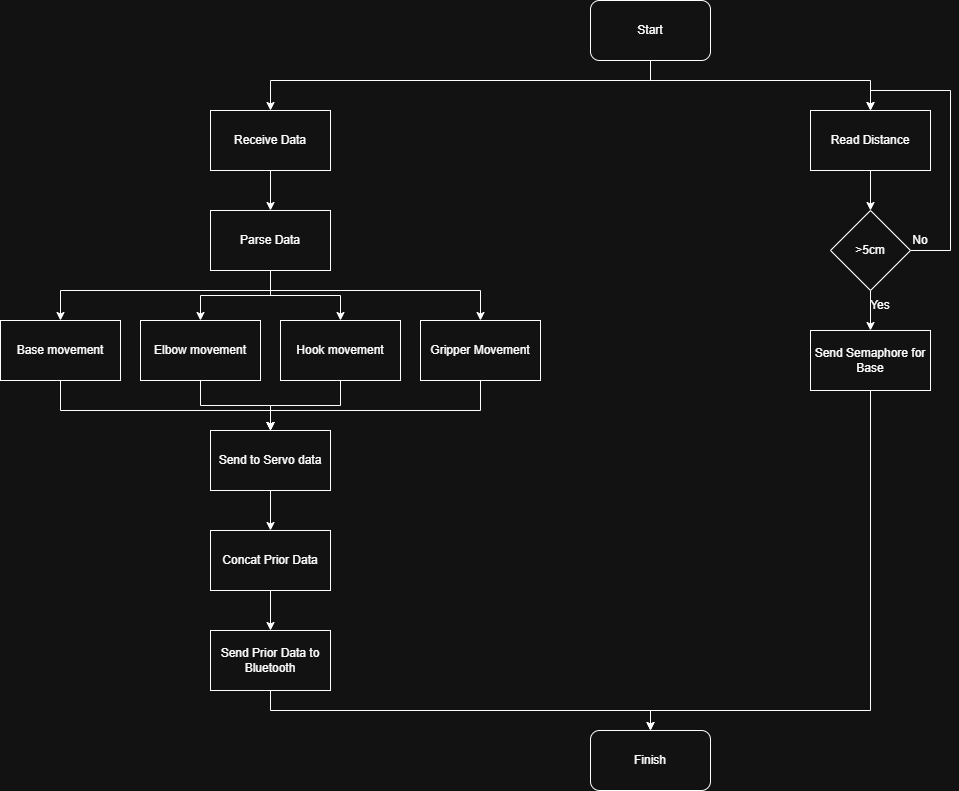 Start
Receive Data
Read Distance
Parse Data
>5cm
No
Yes
Base movement
Elbow movement
Hook movement
Gripper Movement
Send Semaphore for
Base
Send to Servo data
Concat Prior Data
Send Prior Data to
Bluetooth
Finish